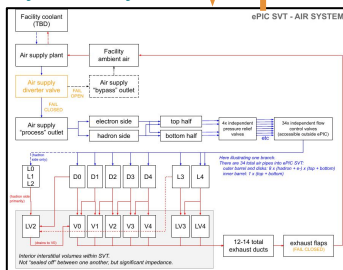 ePIC SVT - AIR SYSTEM
Facility coolant
(TBD)
Air supply plant
Facility
ambient air
Air supply
diverter valve
FAIL
OPEN
FAIL
CLOSED
Air supply
"bypass" outlet
Air supply
"process" outlet
electron side
hadron side
top half
bottom half
4x independent
pressure relief
valves
etc
34x independent flow
control valves
(accessible outside ePIC)
Here illustrating one branch.
There are 34 total air pipes into ePIC SVT:
outer barrel and disks: 8 x (hadron + e-) x (top + bottom)
inner barrel: 1 x (top + bottom)
L0
L1
L2
D0
D1
D2
D3
D4
L3
L4
LV2
V0
V1
V2
V3
V4
LV3
LV4
Interior interstitial volumes within SVT.
Not "sealed off" between one another, but significant impedance.
12-14 total
exhaust ducts
exhaust flaps
(FAIL CLOSED)